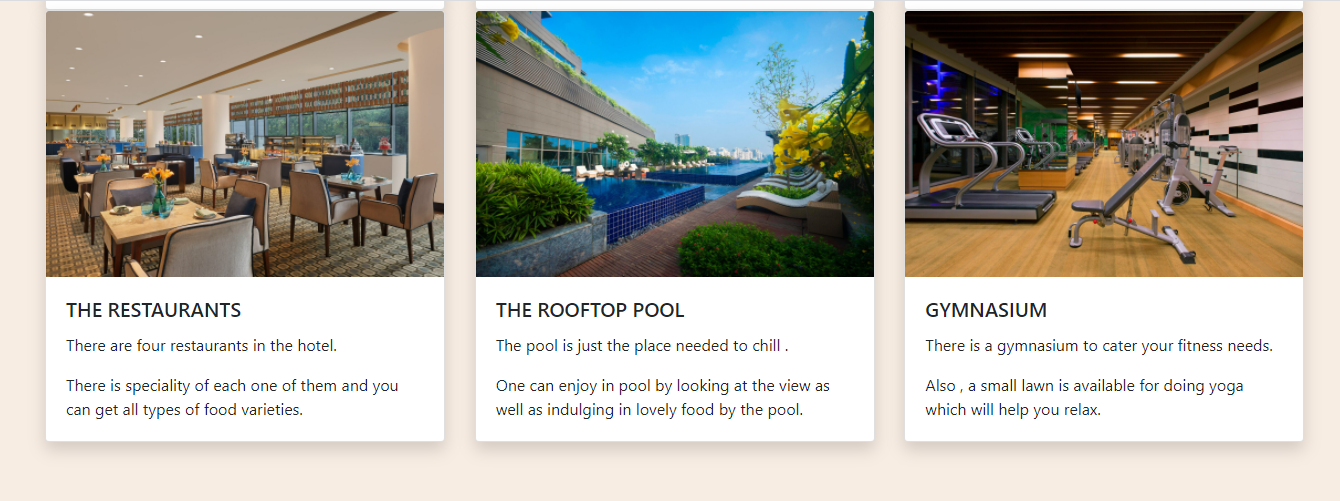 THE RESTAURANTS
There are four restaurants in the hotel.
There is speciality of each one of them and you
can get all types of food varieties.
THE ROOFTOP POOL
The pool is just the place needed to chill .
One can enjoy in pool by looking at the view as
well as indulging in lovely food by the pool.
GYMNASIUM
There is a gymnasium to cater your fitness needs.
Also , a small lawn is available for doing yoga
which will help you relax.